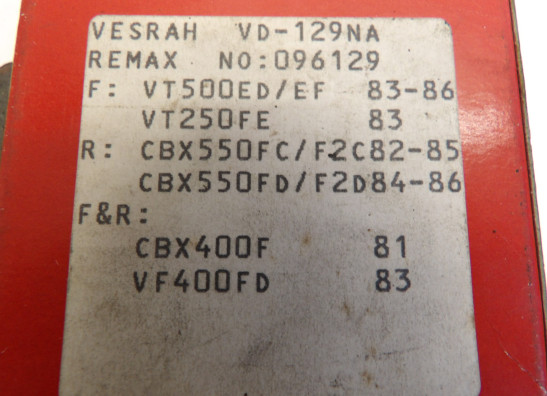 VESRAH VD-129NA
REMAX NO:096129
F: VT500ED/EF 83-86
VT250FE 83
R: CBX550FC/F2C82-85
CBX550FD/F2D84-86
F&R:
CBX400F 81
VF400FD 83